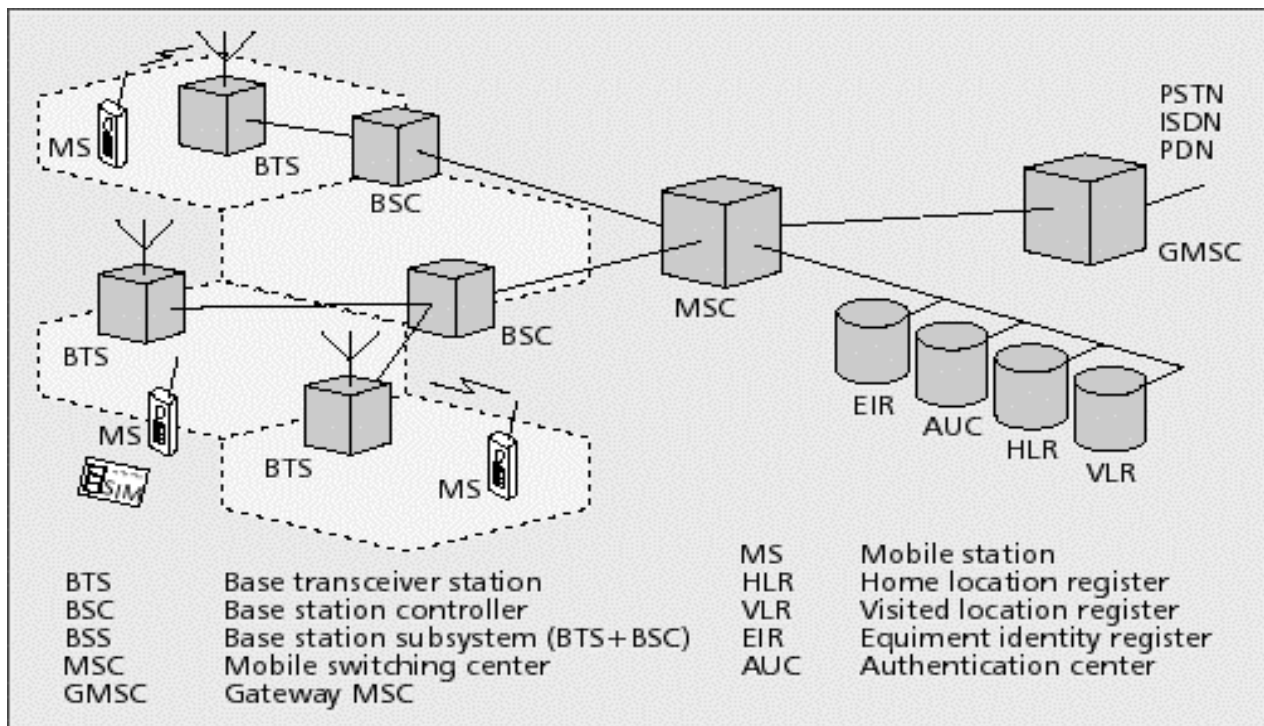 PSTN
ISDN
PDN
MS
BTS
BSC
GMSC
MSC
BTS
BSC
EIR
AUC
HLR
VLR
MS
SIM
BTS
MS
BTS Base transceiver station
BSC Base station controller
BSS Base station subsystem (BTS+BSC)
MSC Mobile switching center
GMSC Gateway MSC
MS Mobile station
HLR Home location register
VLR Visited location register
EIR Equiment identity register
AUC Authentication center